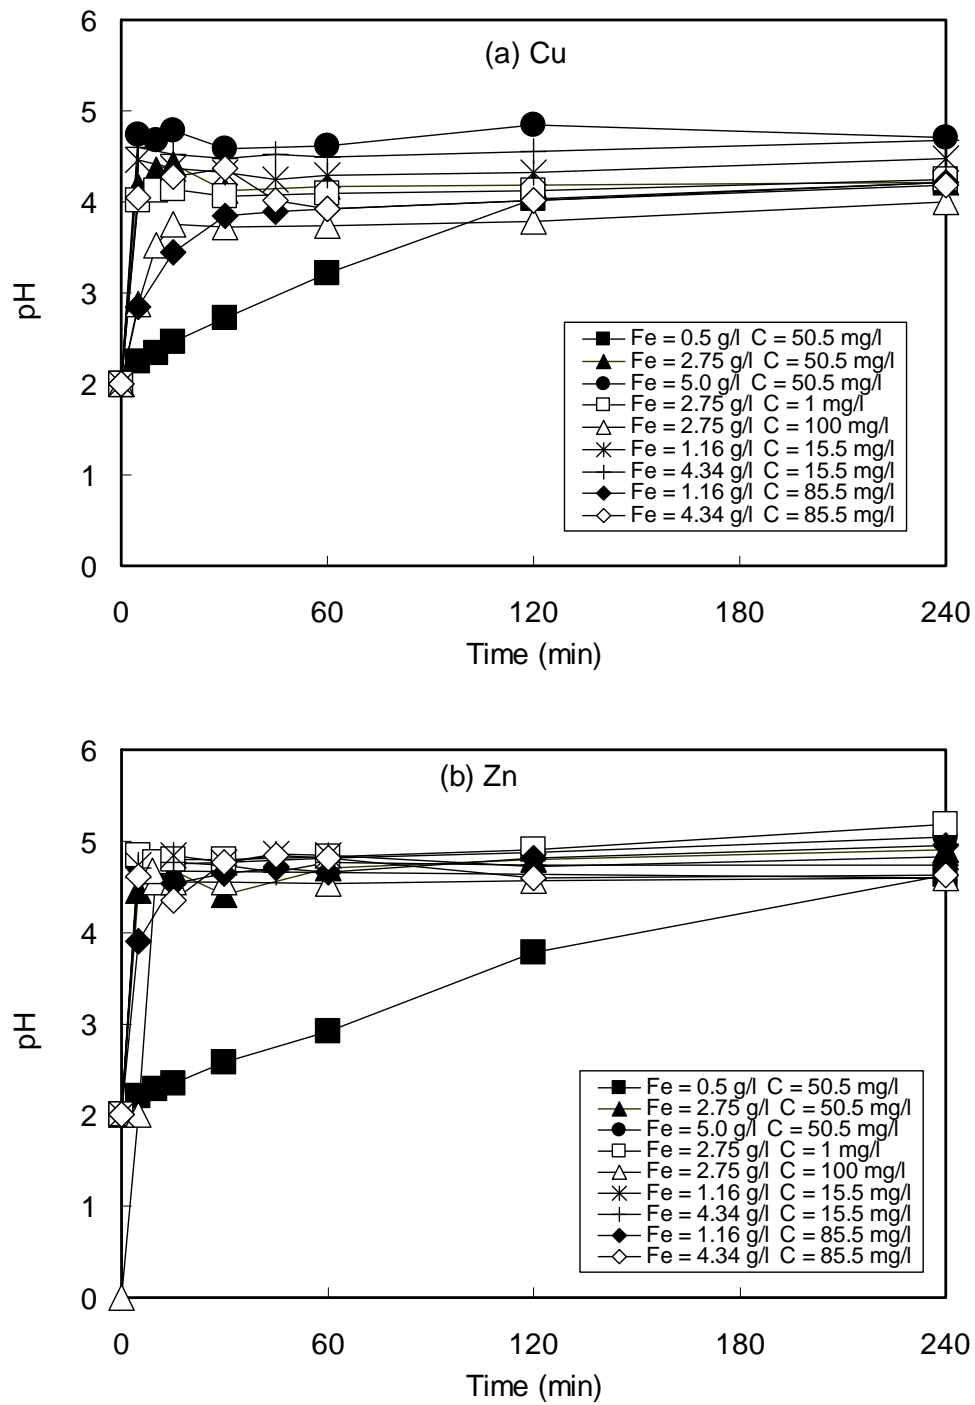 (a) Cu
6
5
4
3
2
1
0
pH
Fe = 0.5 g/l C = 50.5 mg/l
Fe = 2.75 g/l C = 50.5 mg/l
Fe = 5.0 g/l C = 50.5 mg/l
Fe = 2.75 g/l C = 1 mg/l
Fe = 2.75 g/l C = 100 mg/l
Fe = 1.16 g/l C = 15.5 mg/l
Fe = 4.34 g/l C = 15.5 mg/l
Fe = 1.16 g/l C = 85.5 mg/l
Fe = 4.34 g/l C = 85.5 mg/l
0 60 120 180 240
Time (min)
(b) Zn
6
5
4
3
2
1
0
pH
Fe = 0.5 g/l C = 50.5 mg/l
Fe = 2.75 g/l C = 50.5 mg/l
Fe = 5.0 g/l C = 50.5 mg/l
Fe = 2.75 g/l C = 1 mg/l
Fe = 2.75 g/l C = 100 mg/l
Fe = 1.16 g/l C = 15.5 mg/l
Fe = 4.34 g/l C = 15.5 mg/l
Fe = 1.16 g/l C = 85.5 mg/l
Fe = 4.34 g/l C = 85.5 mg/l
0 60 120 180 240
Time (min)